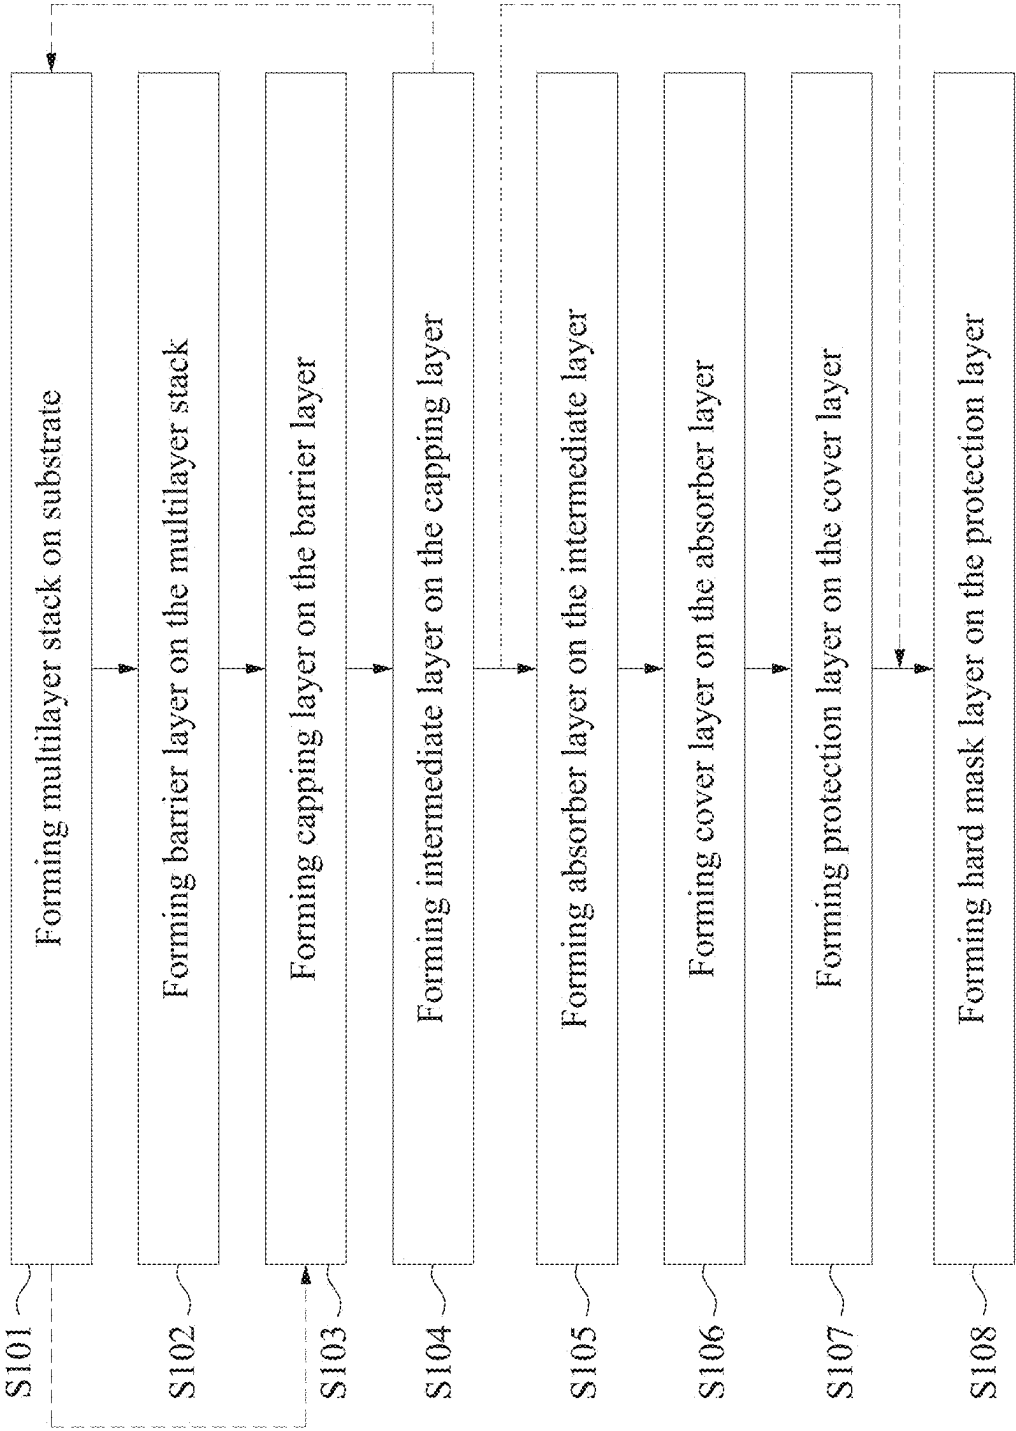 S101
Forming multilayer stack on substrate
S102
Forming barrier layer on the multilayer stack
S103
Forming capping layer on the barrier layer
S104
Forming intermediate layer on the capping layer
S105
Forming absorber layer on the intermediate layer
S106
Forming cover layer on the absorber layer
S107
Forming protection layer on the cover layer
S108
Forming hard mask layer on the protection layer